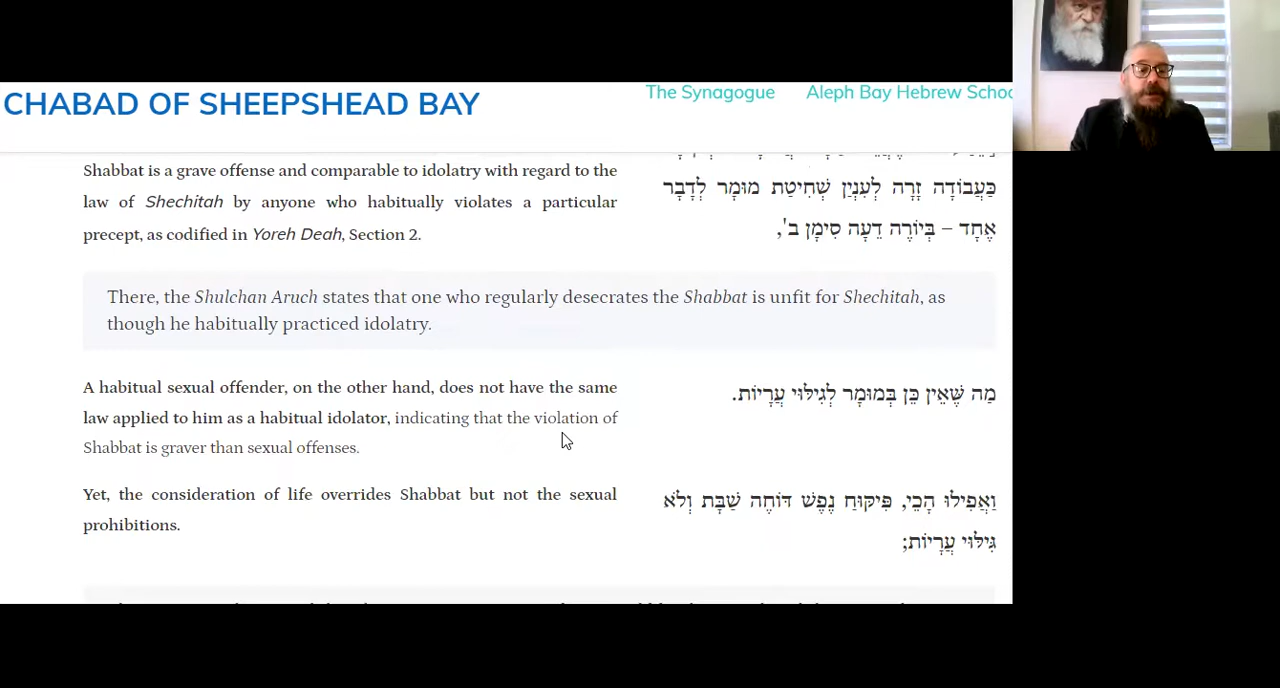 CHABAD OF SHEEPSHEAD BAY
The Synagogue Aleph Bay Hebrew Schoo
Shabbat is a grave offense and comparable to idolatry with regard to the
law of Shechitah by anyone who habitually violates a particular
precept, as codified in Yoreh Deah, Section 2.
כַּעֲבוֹדָה זָרָה לְעִנְיַן שְׁחִיטַת מוּמָר לְדָבָר
אֶחָד – בְּיוֹרֶה דֵעָה סִימָן ב',
There, the Shulchan Aruch states that one who regularly desecrates the Shabbat is unfit for Shechitah, as
though he habitually practiced idolatry.
A habitual sexual offender, on the other hand, does not have the same
law applied to him as a habitual idolator, indicating that the violation of
Shabbat is graver than sexual offenses.
מַה שֶּׁאֵין כֵּן בְּמוּמָר לְגִילּוּי עֲרָיוֹת.
Yet, the consideration of life overrides Shabbat but not the sexual
prohibitions.
וַאֲפִילוּ הָכֵי, פִּיקּוּחַ נֶפֶשׁ דּוֹחֶה שַׁבָּת וְלֹא
גִּילּוּי עֲרָיוֹת;